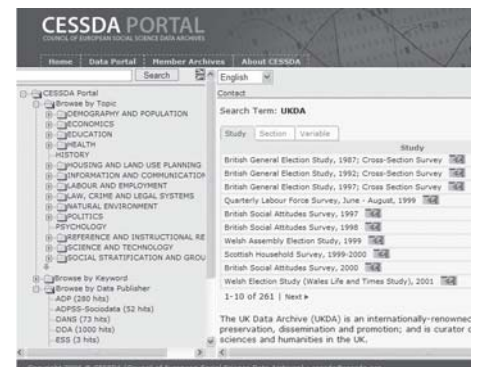 CESSDA PORTAL
COUNCIL OF EUROPEAN SOCIAL SCIENCE DATA ARCHIVES
Home Data Portal Member Archives About CESSDA
Search
CESSDA Portal
Browse by Topic
DEMOGRAPHY AND POPULATION
ECONOMICS
EDUCATION
HEALTH
HISTORY
HOUSING AND LAND USE PLANNING
INFORMATION AND COMMUNICATION
LABOUR AND EMPLOYMENT
LAW, CRIME AND LEGAL SYSTEMS
NATURAL ENVIRONMENT
POLITICS
PSYCHOLOGY
REFERENCE AND INSTRUCTIONAL RE
SCIENCE AND TECHNOLOGY
SOCIAL STRATIFICATION AND GROU
Browse by Keyword
Browse by Data Publisher
ADP (280 hits)
ADPSS-Sociodata (52 hits)
DANS (73 hits)
DDA (1000 hits)
ESS (3 hits)
English
Contact
Search Term: UKDA
Study Section Variable
Study
British General Election Study, 1987; Cross-Section Survey
British General Election Study, 1992; Cross-Section Survey
British General Election Study, 1997; Cross Section Survey
Quarterly Labour Force Survey, June - August, 1999
British Social Attitudes Survey, 1997
British Social Attitudes Survey, 1998
Welsh Assembly Election Study, 1999
Scottish Household Survey, 1999-2000
British Social Attitudes Survey, 2000
Welsh Election Study (Wales Life and Times Study), 2001
1-10 of 261 | Next
The UK Data Archive (UKDA) is an internationally-renowned
preservation, dissemination and promotion; and is curator o
sciences and humanities in the UK.